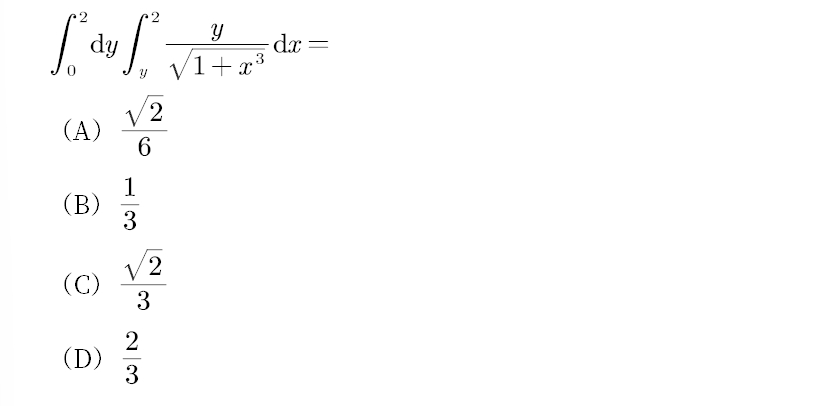 ∫₀² dy ∫_y² y/√(1+x³) dx =
(A) √2/6
(B) 1/3
(C) √2/3
(D) 2/3